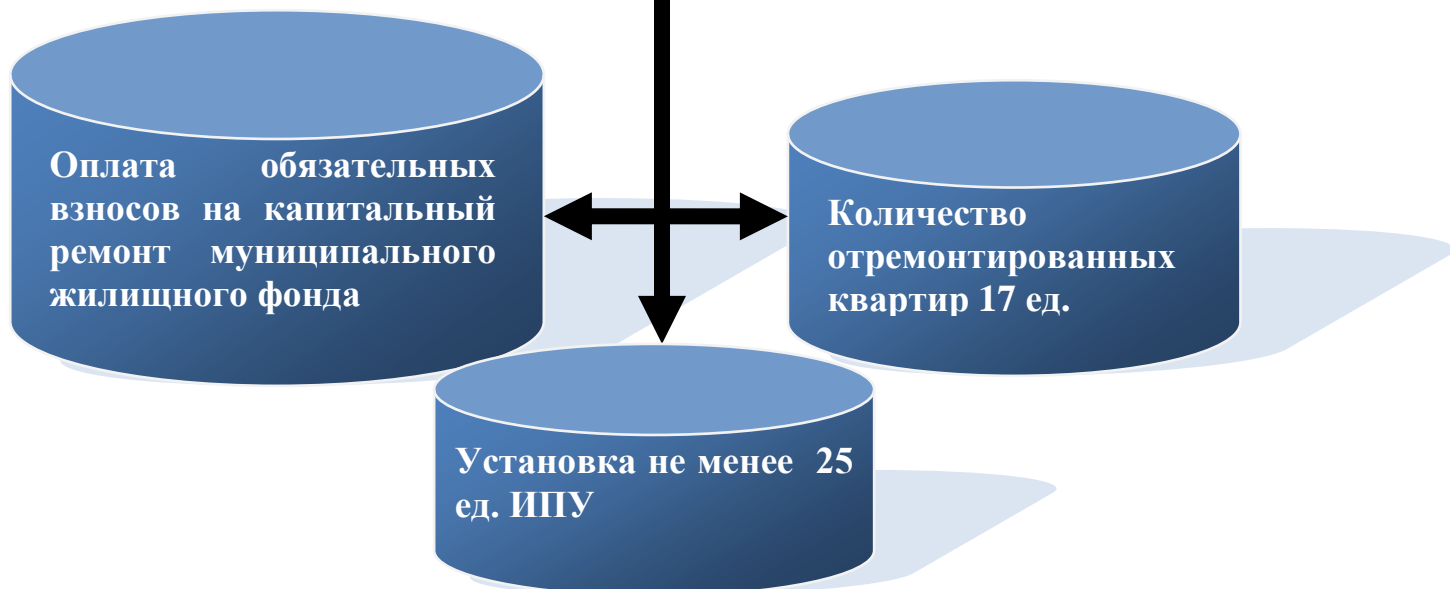 Оплата обязательных
взносов на капитальный
ремонт муниципального
жилищного фонда
Количество
отремонтированных
квартир 17 ед.
Установка не менее 25
ед. ИПУ